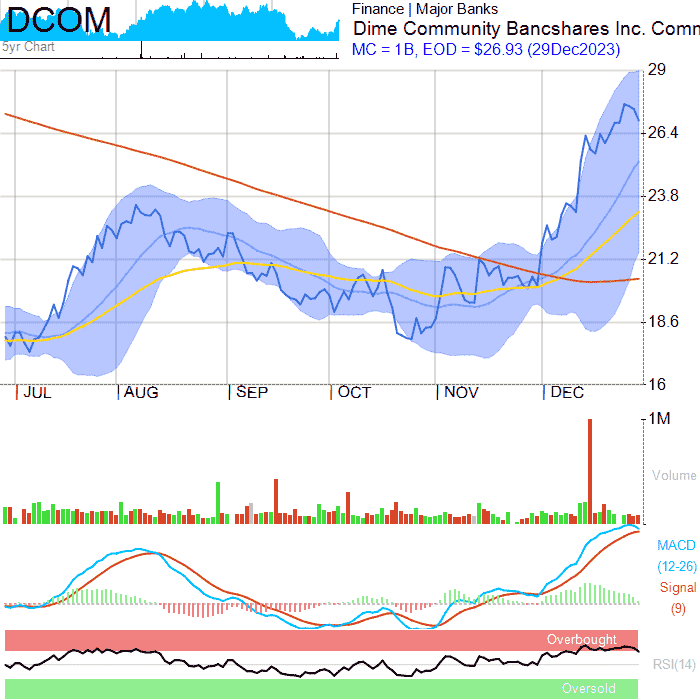 DCOM
5yr Chart
Finance | Major Banks
Dime Community Bancshares Inc. Comm
MC = 1B, EOD = $26.93 (29Dec2023)
29
26.4
23.8
21.2
18.6
16
JUL AUG SEP OCT NOV DEC
1M
Volume
MACD
(12-26)
Signal
(9)
Overbought
RSI(14)
Oversold